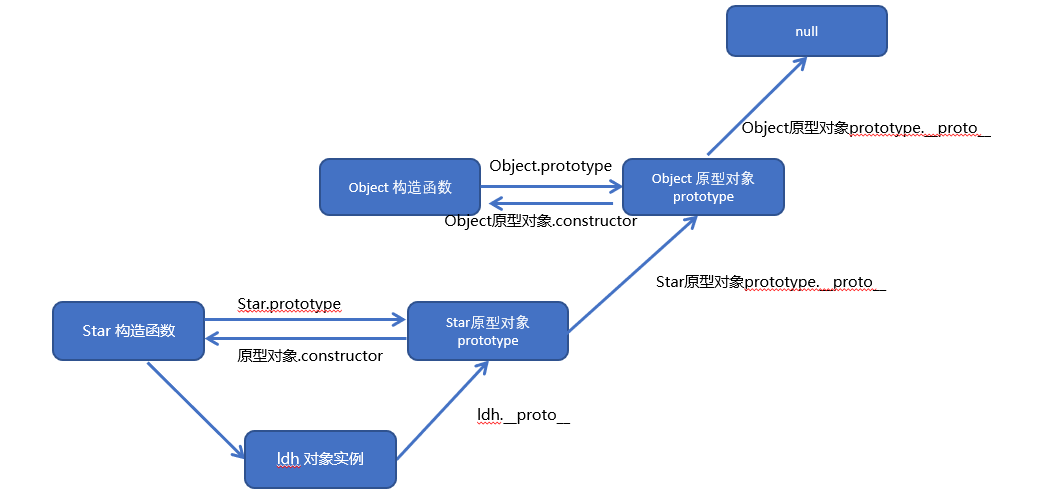 null
Object原型对象prototype.__proto__
Object 构造函数
Object.prototype
Object 原型对象
prototype
Object原型对象.constructor
Star原型对象prototype.__proto__
Star 构造函数
Star.prototype
Star原型对象
prototype
原型对象.constructor
ldh.__proto__
ldh 对象实例